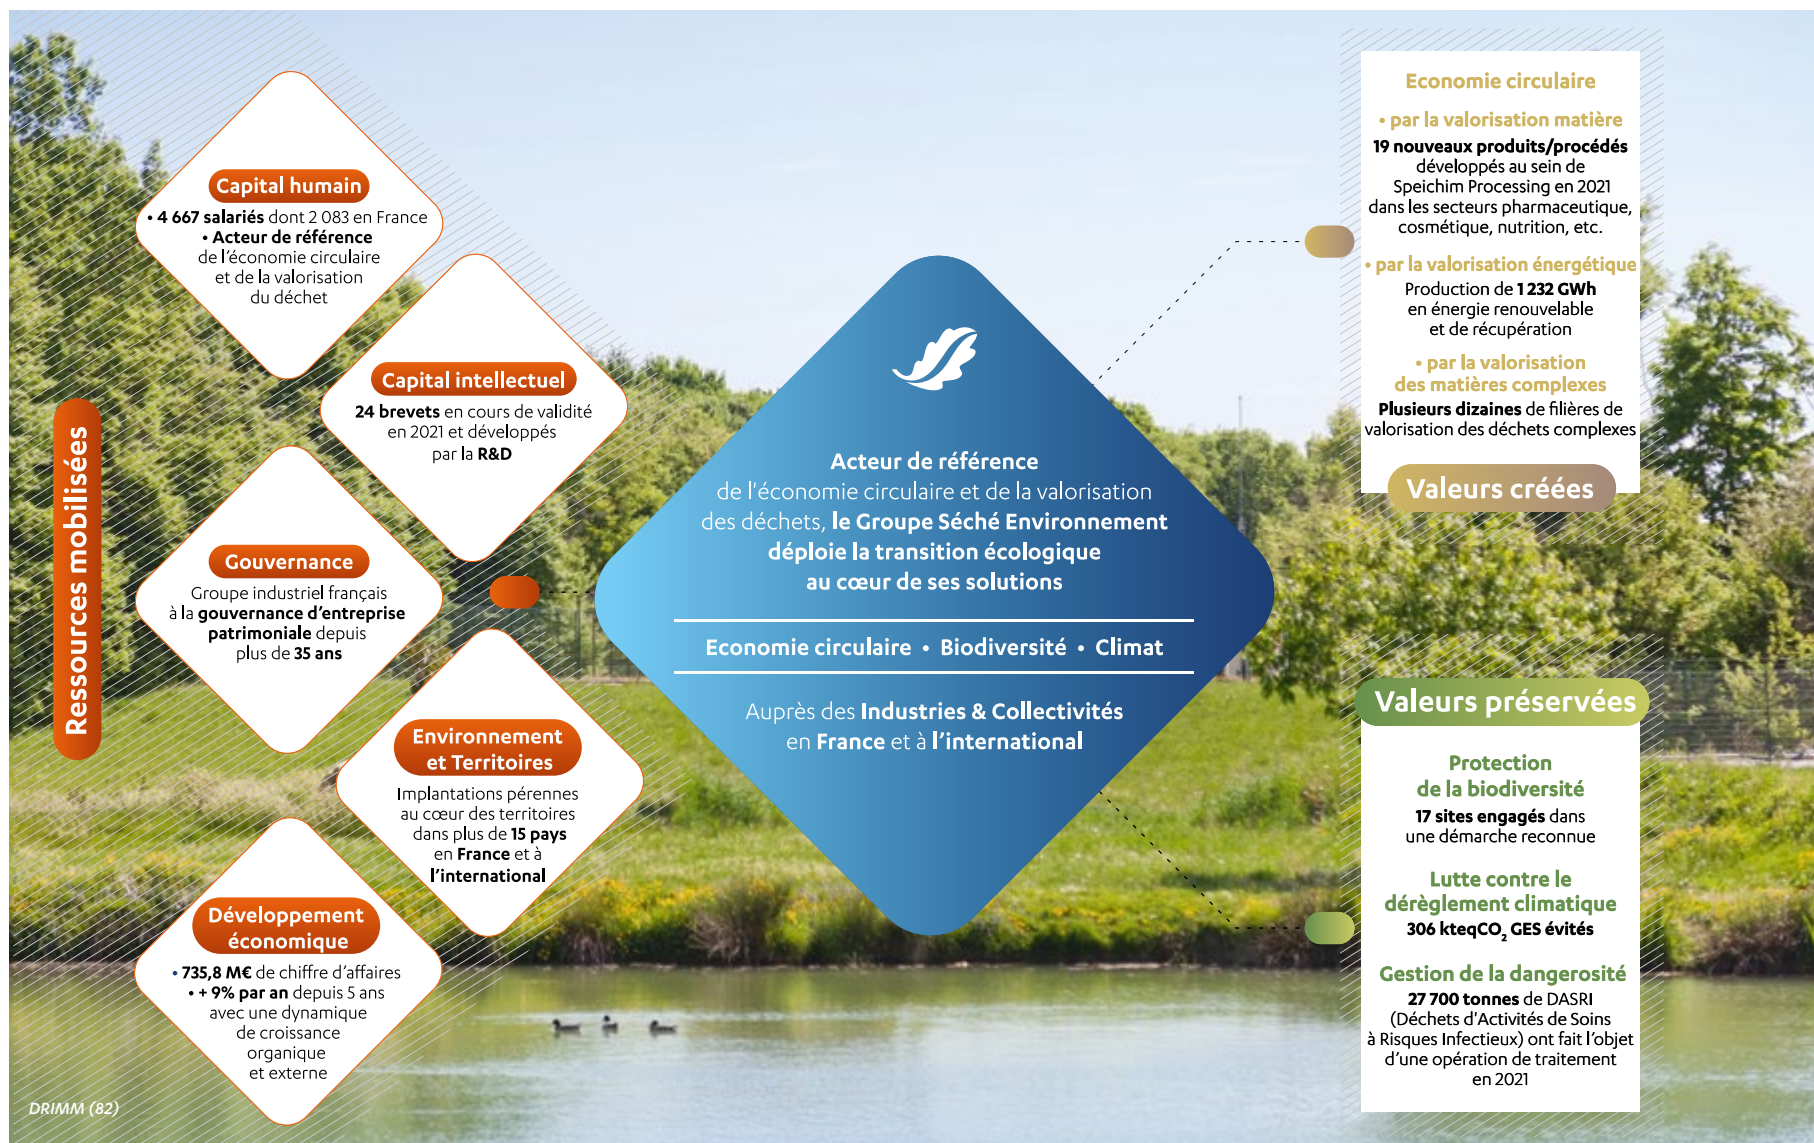 Ressources mobilisées
Capital humain
• 4 667 salariés dont 2 083 en France
• Acteur de référence
de l'économie circulaire
et de la valorisation
du déchet
Capital intellectuel
24 brevets en cours de validité
en 2021 et développés
par la R&D
Gouvernance
Groupe industriel français
à la gouvernance d'entreprise
patrimoniale depuis
plus de 35 ans
Environnement
et Territoires
Implantations pérennes
au cœur des territoires
dans plus de 15 pays
en France et à
l'international
Développement
économique
• 735,8 M€ de chiffre d'affaires
• + 9% par an depuis 5 ans
avec une dynamique
de croissance
organique
et externe
DRIMM (82)
Acteur de référence
de l'économie circulaire et de la valorisation
des déchets, le Groupe Séché Environnement
déploie la transition écologique
au cœur de ses solutions
Economie circulaire • Biodiversité • Climat
Auprès des Industries & Collectivités
en France et à l'international
Economie circulaire
• par la valorisation matière
19 nouveaux produits/procédés
développés au sein de
Speichim Processing en 2021
dans les secteurs pharmaceutique,
cosmétique, nutrition, etc.
• par la valorisation énergétique
Production de 1 232 GWh
en énergie renouvelable
et de récupération
• par la valorisation
des matières complexes
Plusieurs dizaines de filières de
valorisation des déchets complexes
Valeurs créées
Valeurs préservées
Protection
de la biodiversité
17 sites engagés dans
une démarche reconnue
Lutte contre le
dérèglement climatique
306 kteqCO₂ GES évités
Gestion de la dangerosité
27 700 tonnes de DASRI
(Déchets d'Activités de Soins
à Risques Infectieux) ont fait l'objet
d'une opération de traitement
en 2021